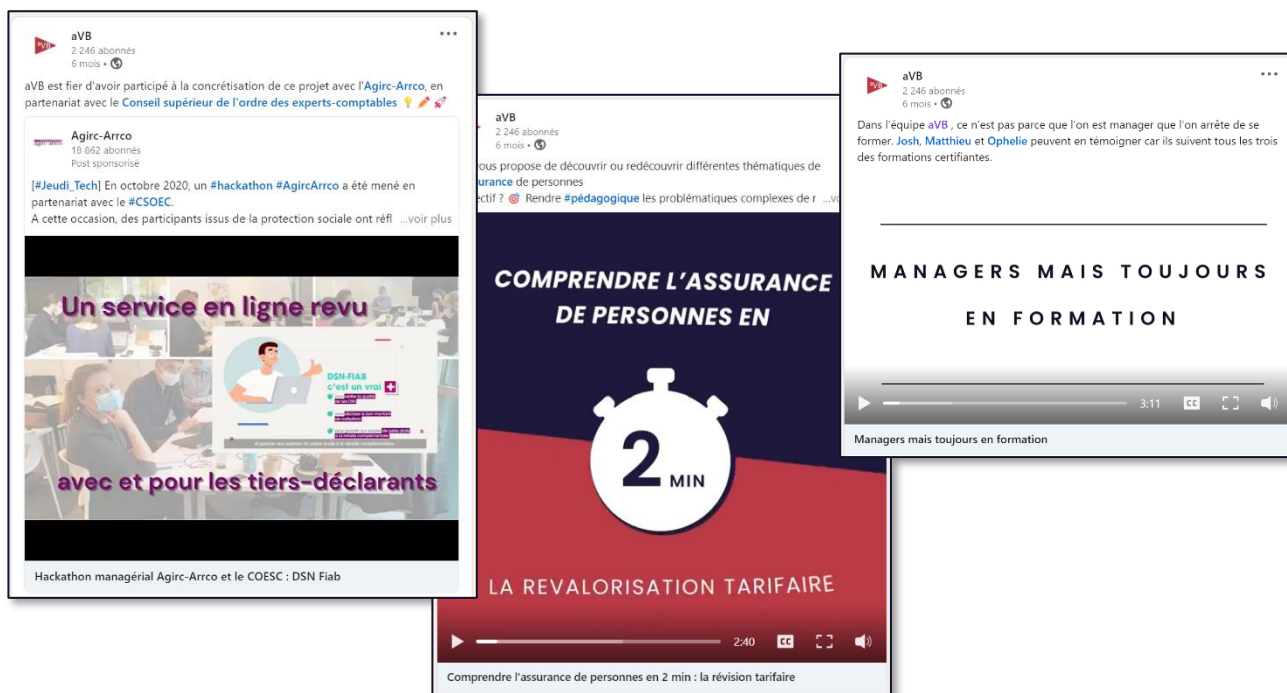 aVB
2 246 abonnés
6 mois •
aVB est fier d'avoir participé à la concrétisation de ce projet avec l'Agirc-Arrco, en
partenariat avec le Conseil supérieur de l'ordre des experts-comptables
Agirc-Arrco
18 862 abonnés
Post sponsorisé
[#Jeudi_Tech] En octobre 2020, un #hackathon #AgircArrco a été mené en
partenariat avec le #CSOEC.
A cette occasion, des participants issus de la protection sociale ont réfl ...voir plus
Un service en ligne revu
DSN-FIAB
c'est un vrai +
avec et pour les tiers-déclarants
Hackathon managérial Agirc-Arrco et le COESC : DSN Fiab
aVB
2 246 abonnés
6 mois •
ous propose de découvrir ou redécouvrir différentes thématiques de
urance de personnes
ectif ? Rendre #pédagogique les problématiques complexes de r ...vo
COMPRENDRE L'ASSURANCE
DE PERSONNES EN
2 MIN
LA REVALORISATION TARIFAIRE
2:40 CC
Comprendre l'assurance de personnes en 2 min : la révision tarifaire
aVB
2 246 abonnés
6 mois •
Dans l'équipe aVB , ce n'est pas parce que l'on est manager que l'on arrête de se
former. Josh, Matthieu et Ophelie peuvent en témoigner car ils suivent tous les trois
des formations certifiantes.
MANAGERS MAIS TOUJOURS
EN FORMATION
3:11 CC
Managers mais toujours en formation